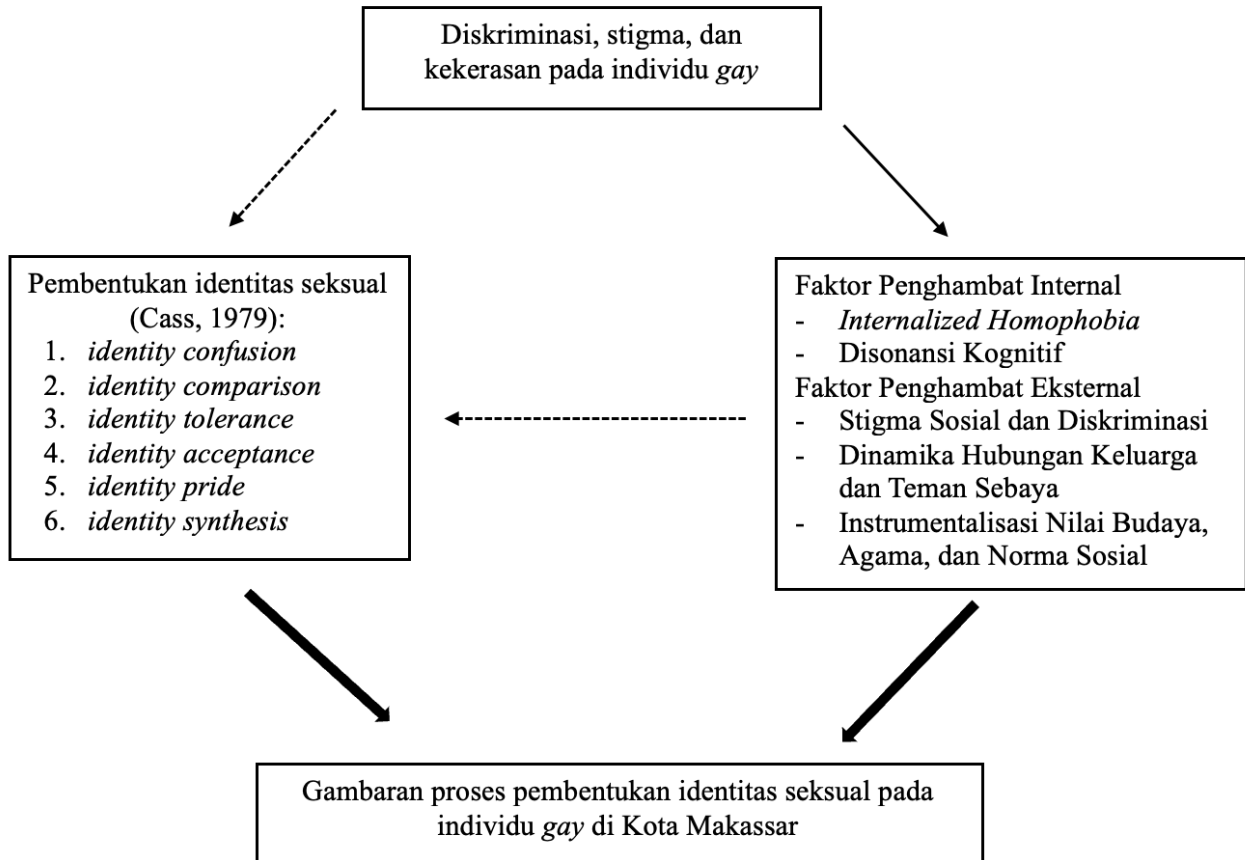 Diskriminasi, stigma, dan
kekerasan pada individu gay
Pembentukan identitas seksual
(Cass, 1979):
1. identity confusion
2. identity comparison
3. identity tolerance
4. identity acceptance
5. identity pride
6. identity synthesis
Faktor Penghambat Internal
- Internalized Homophobia
- Disonansi Kognitif
Faktor Penghambat Eksternal
- Stigma Sosial dan Diskriminasi
- Dinamika Hubungan Keluarga
dan Teman Sebaya
- Instrumentalisasi Nilai Budaya,
Agama, dan Norma Sosial
Gambaran proses pembentukan identitas seksual pada
individu gay di Kota Makassar